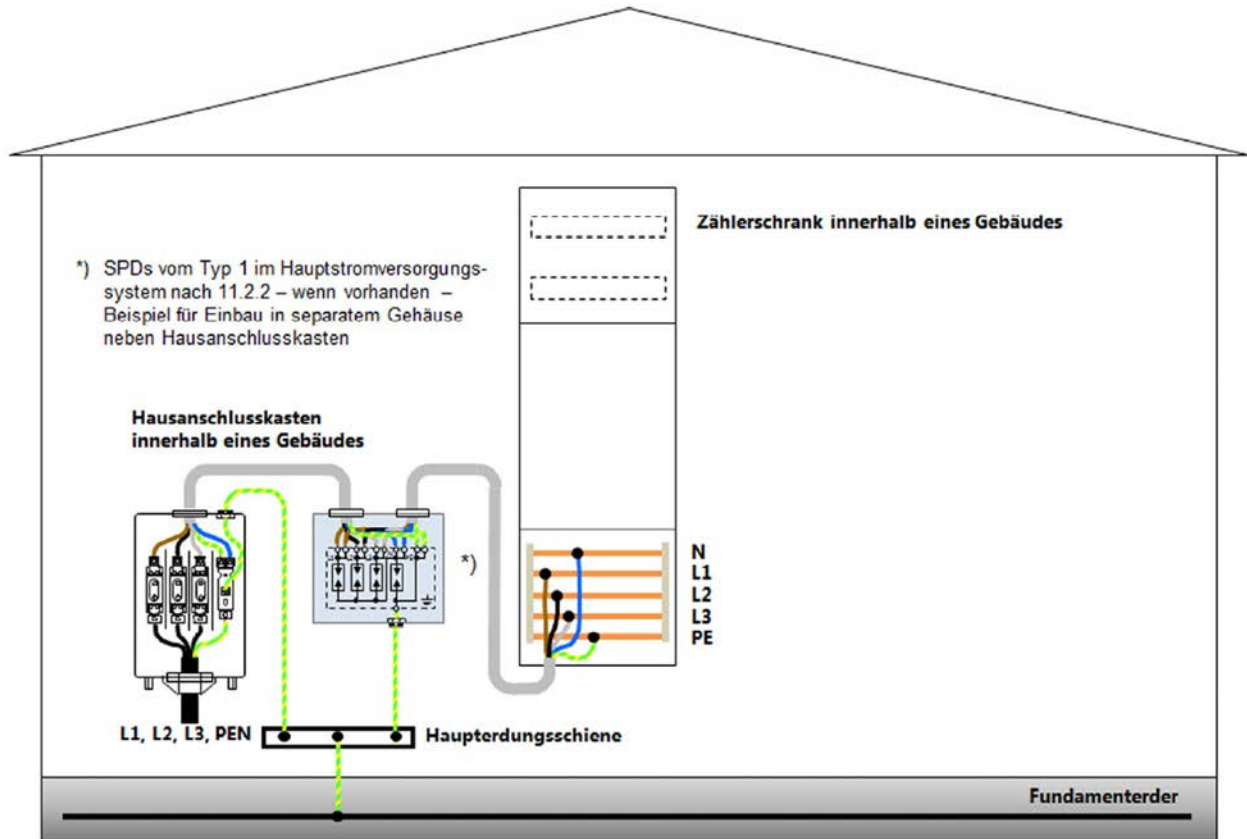 Zählerschrank innerhalb eines Gebäudes
*) SPDs vom Typ 1 im Hauptstromversorgungs-
system nach 11.2.2 – wenn vorhanden –
Beispiel für Einbau in separatem Gehäuse
neben Hausanschlusskasten
Hausanschlusskasten
innerhalb eines Gebäudes
*)
N
L1
L2
L3
PE
L1, L2, L3, PEN
Haupterdungsschiene
Fundamenterder